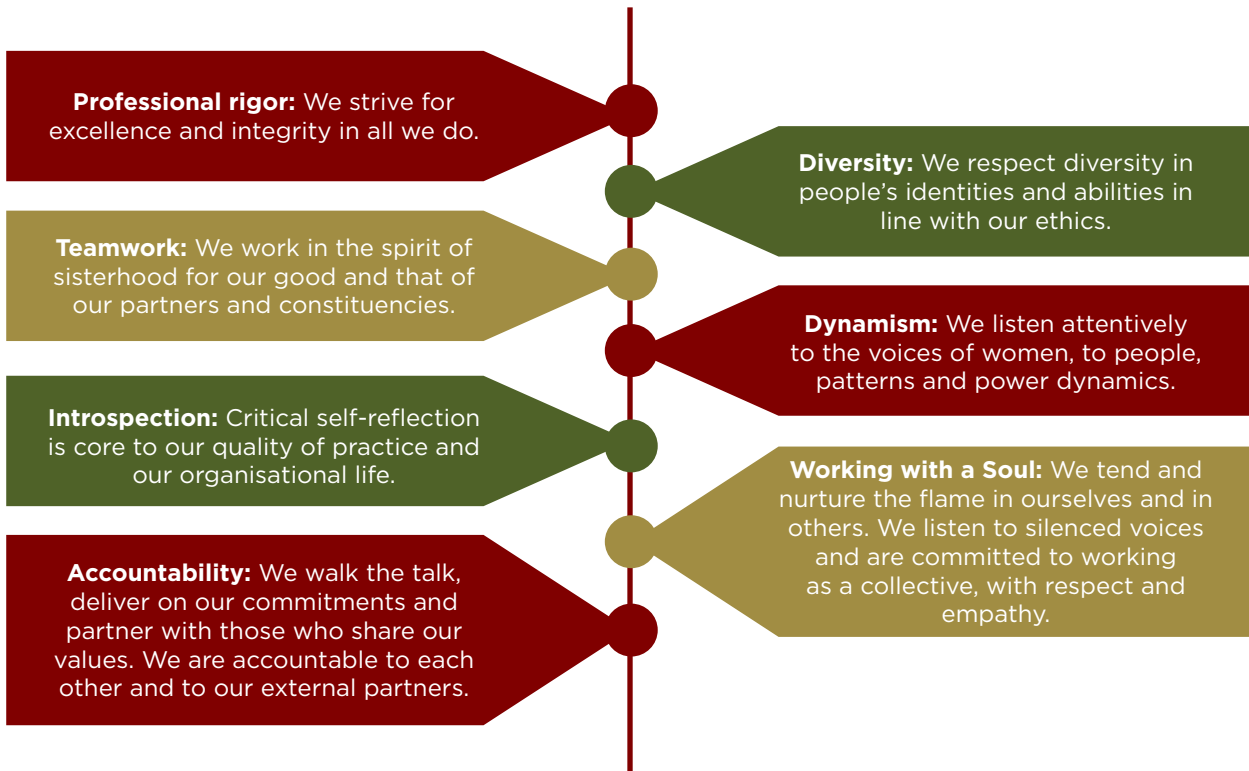 Professional rigor: We strive for
excellence and integrity in all we do.
Diversity: We respect diversity in
people’s identities and abilities in
line with our ethics.
Teamwork: We work in the spirit of
sisterhood for our good and that of
our partners and constituencies.
Dynamism: We listen attentively
to the voices of women, to people,
patterns and power dynamics.
Introspection: Critical self-reflection
is core to our quality of practice and
our organisational life.
Working with a Soul: We tend and
nurture the flame in ourselves and in
others. We listen to silenced voices
and are committed to working
as a collective, with respect and
empathy.
Accountability: We walk the talk,
deliver on our commitments and
partner with those who share our
values. We are accountable to each
other and to our external partners.